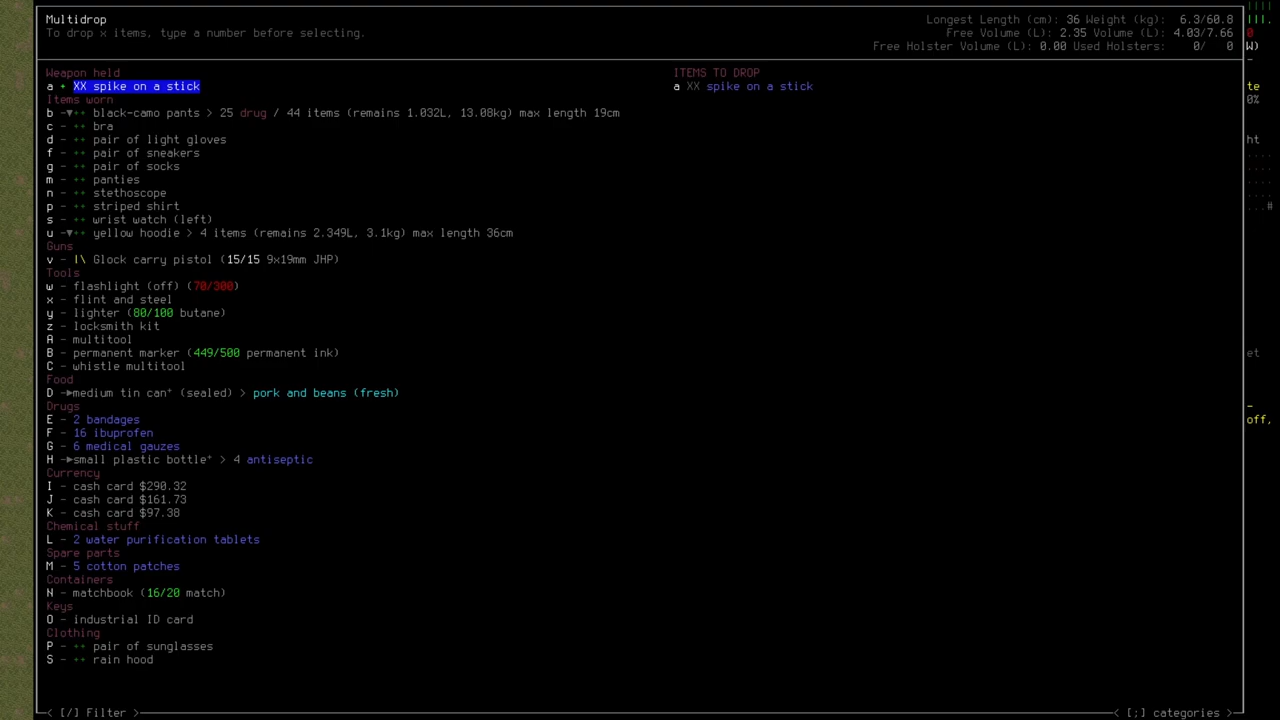 Multidrop
Longest Length (cm): 36 Weight (kg): 6.3/60.8
To drop x items, type a number before selecting.
Free Volume (L): 2.35 Volume (L): 4.03/7.66
Free Holster Volume (L): 0.00 Used Holsters: 0/ 0
W)
Weapon held
ITEMS TO DROP
a + XX spike on a stick
a XX spike on a stick
te
Items worn
0%
b -▼++ black-camo pants > 25 drug / 44 items (remains 1.032L, 13.08kg) max length 19cm
c - ++ bra
d - ++ pair of light gloves
ht
f - ++ pair of sneakers
g - ++ pair of socks
m - ++ panties
n - ++ stethoscope
p - ++ striped shirt
...#
s - ++ wrist watch (left)
u -▼++ yellow hoodie > 4 items (remains 2.349L, 3.1kg) max length 36cm
Guns
v - |\ Glock carry pistol (15/15 9x19mm JHP)
Tools
w - flashlight (off) (70/300)
x - flint and steel
y - lighter (80/100 butane)
z - locksmith kit
A - multitool
B - permanent marker (449/500 permanent ink)
et
C - whistle multitool
Food
D -►medium tin can⁺ (sealed) > pork and beans (fresh)
Drugs
E - 2 bandages
off,
F - 16 ibuprofen
G - 6 medical gauzes
H -►small plastic bottle⁺ > 4 antiseptic
Currency
I - cash card $290.32
J - cash card $161.73
K - cash card $97.38
Chemical stuff
L - 2 water purification tablets
Spare parts
M - 5 cotton patches
Containers
N - matchbook (16/20 match)
Keys
O - industrial ID card
Clothing
P - ++ pair of sunglasses
S - ++ rain hood
< [/] Filter >
< [;] categories >